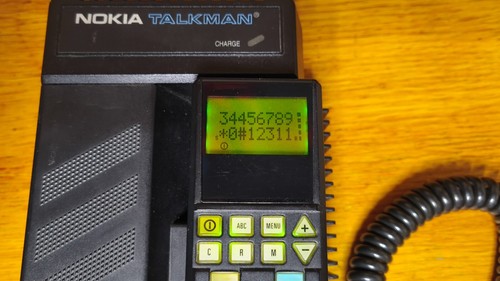 NOKIA TALKMAN®
CHARGE
34456789
*0#12311
ABC
MENU
+
C
R
M
-